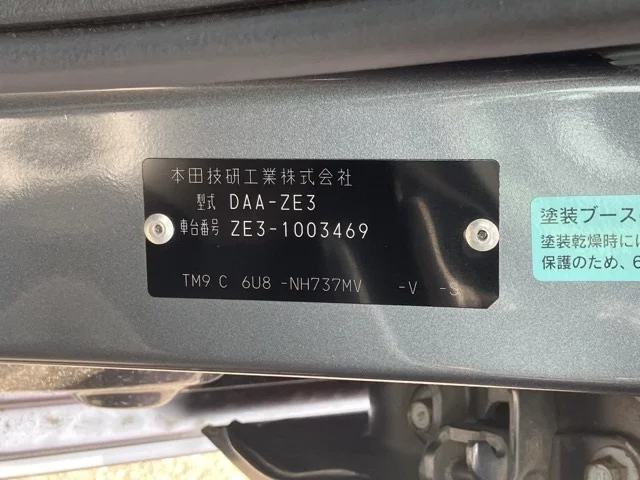 本田技研工業株式会社
型式 DAA-ZE3
車台番号 ZE3-1003469
TM9 C 6U8 -NH737MV -V -S
塗装ブース
塗装乾燥時に
保護のため、6